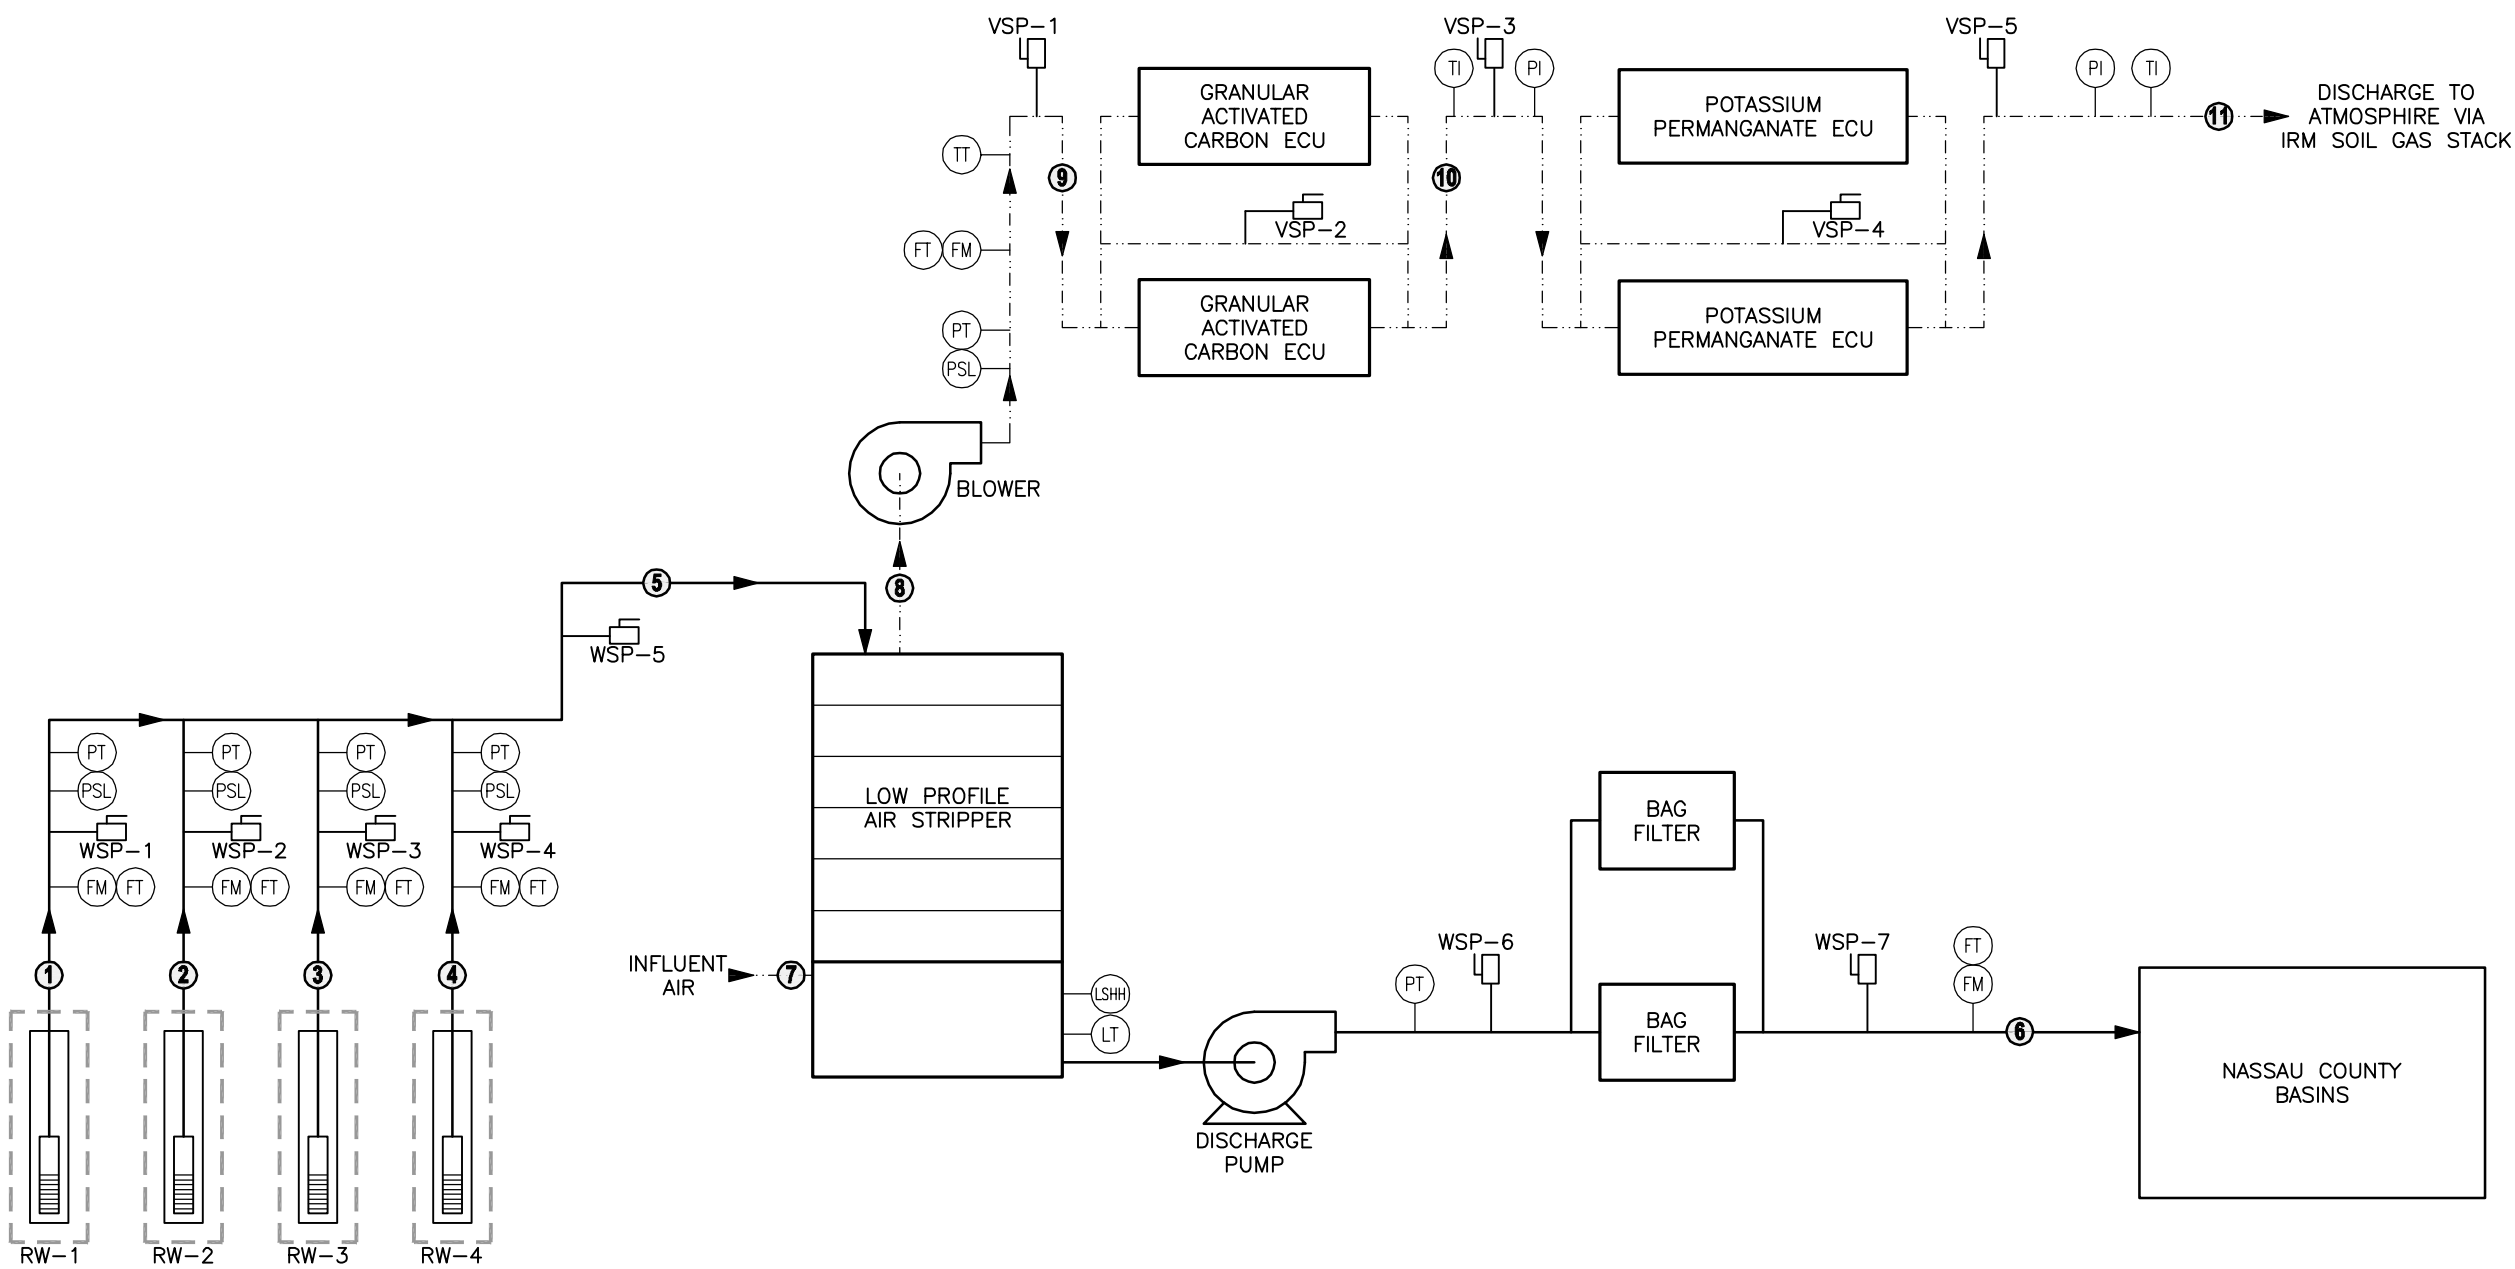 VSP-1
VSP-3
VSP-5
TI
PI
PI
TI
GRANULAR
ACTIVATED
CARBON ECU
POTASSIUM
PERMANGANATE ECU
DISCHARGE TO
ATMOSPHIRE VIA
IRM SOIL GAS STACK
11
TT
9
10
VSP-2
VSP-4
FT
FM
GRANULAR
ACTIVATED
CARBON ECU
POTASSIUM
PERMANGANATE ECU
PT
PSL
BLOWER
5
8
WSP-5
PT
PT
PT
PT
PSL
PSL
PSL
PSL
WSP-1
WSP-2
WSP-3
WSP-4
FM
FT
FM
FT
FM
FT
FM
FT
LOW PROFILE
AIR STRIPPER
BAG
FILTER
1
2
3
4
INFLUENT
AIR
7
LSHH
LT
WSP-6
PT
WSP-7
FT
FM
BAG
FILTER
6
NASSAU COUNTY
BASINS
DISCHARGE
PUMP
RW-1
RW-2
RW-3
RW-4